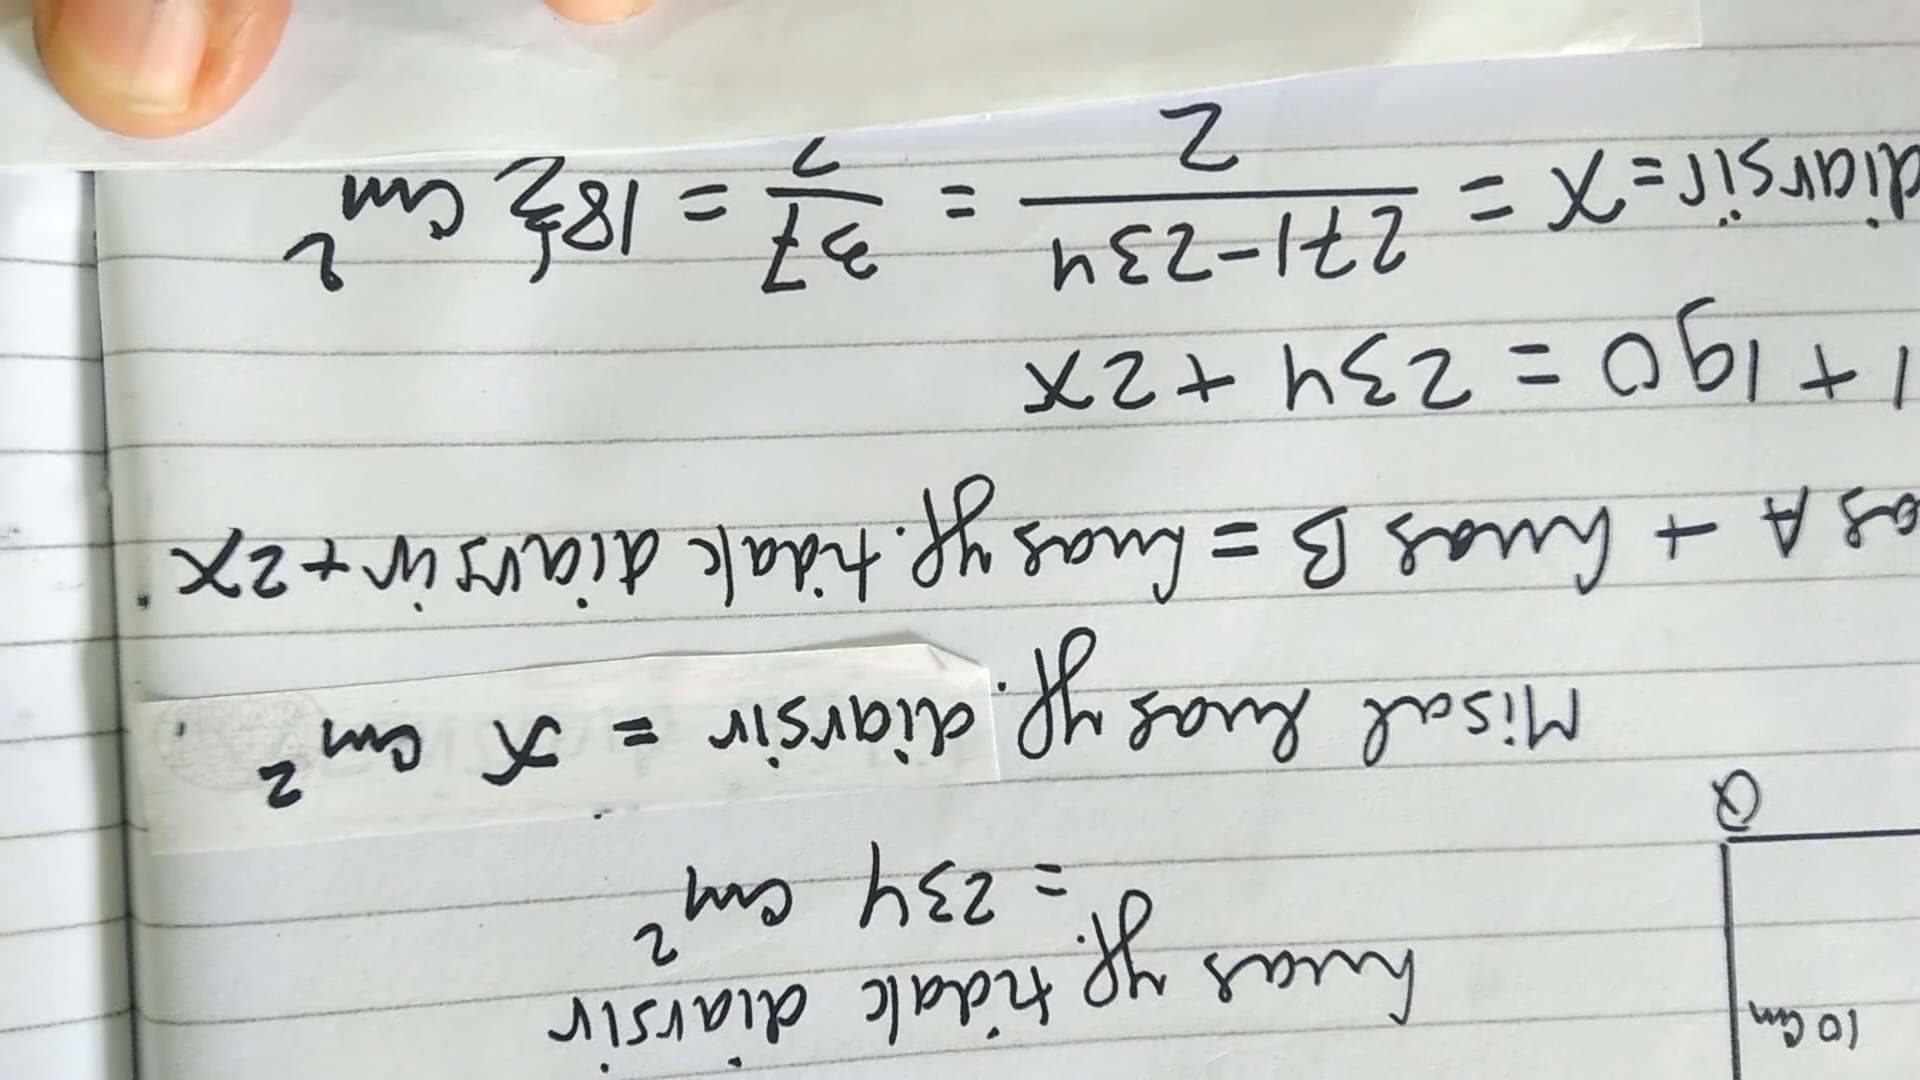 10 cm
luas yg. tidak diarsir
= 234 cm²
Q
Misal luas yg. diarsir = x cm²
as A + luas B = luas yg. tidak diarsir + 2x
1 + 190 = 234 + 2x
diarsir = x = 271-234/2 = 37/2 = 18½ cm²